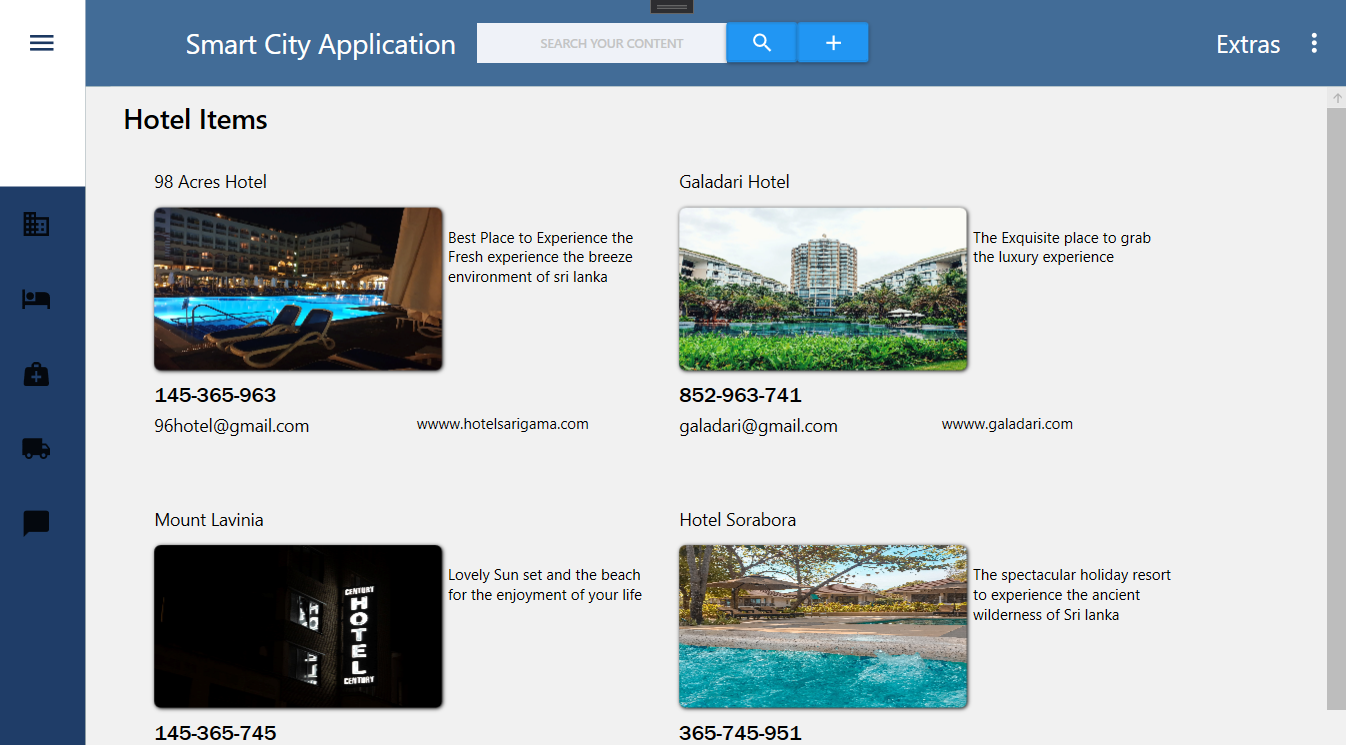 Smart City Application
SEARCH YOUR CONTENT
Extras
Hotel Items
98 Acres Hotel
Best Place to Experience the
Fresh experience the breeze
environment of sri lanka
145-365-963
96hotel@gmail.com
wwww.hotelsarigama.com
Galadari Hotel
The Exquisite place to grab
the luxury experience
852-963-741
galadari@gmail.com
wwww.galadari.com
Mount Lavinia
CENTURY
HOTEL
CENTURY
Lovely Sun set and the beach
for the enjoyment of your life
145-365-745
Hotel Sorabora
The spectacular holiday resort
to experience the ancient
wilderness of Sri lanka
365-745-951